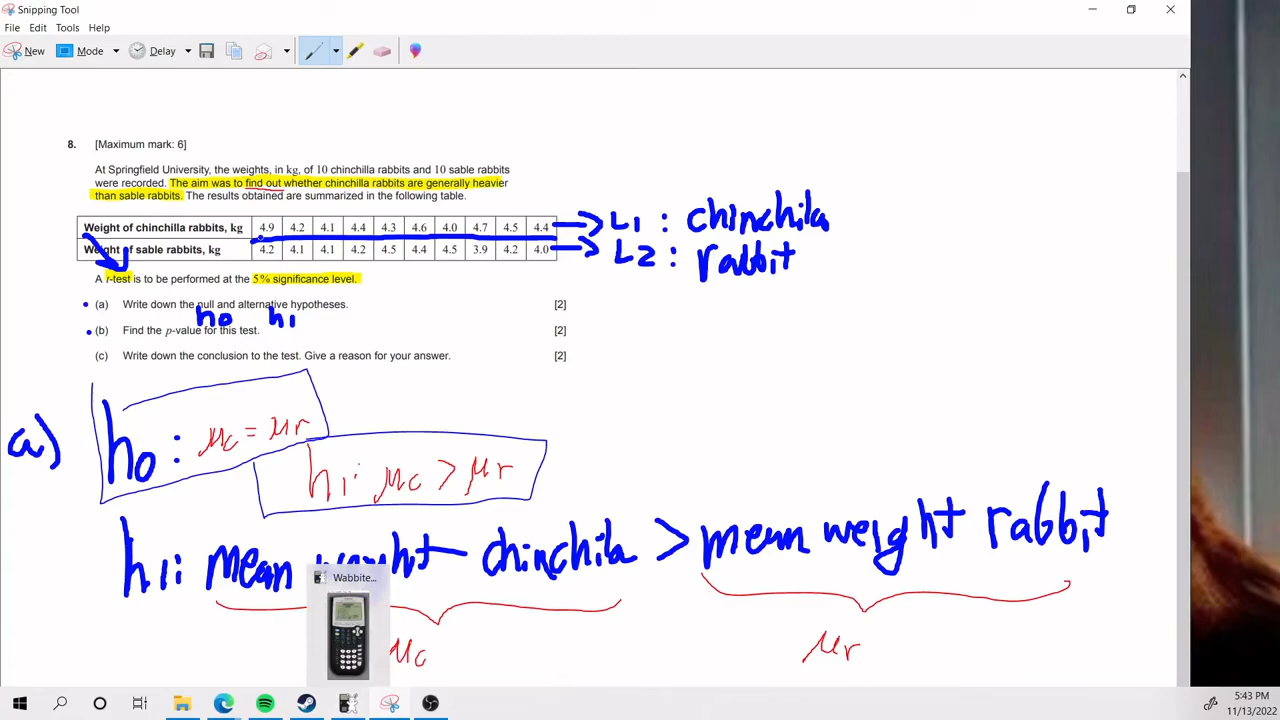 Snipping Tool
File Edit Tools Help
New Mode Delay
8. [Maximum mark: 6]
At Springfield University, the weights, in kg, of 10 chinchilla rabbits and 10 sable rabbits
were recorded. The aim was to find out whether chinchilla rabbits are generally heavier
than sable rabbits. The results obtained are summarized in the following table.
Weight of chinchilla rabbits, kg 4.9 4.2 4.1 4.4 4.3 4.6 4.0 4.7 4.5 4.4 L1 : chinchila
Weight of sable rabbits, kg 4.2 4.1 4.1 4.2 4.5 4.4 4.5 3.9 4.2 4.0 L2 : rabbit
A t-test is to be performed at the 5% significance level.
(a) Write down the null and alternative hypotheses. [2]
h0 h1
(b) Find the p-value for this test. [2]
(c) Write down the conclusion to the test. Give a reason for your answer. [2]
a) h0 : μc = μr
h1: μc > μr
h1: mean weight chinchila > mean weight rabbit
Wabbite...
μc μr
5:43 PM
11/13/2022